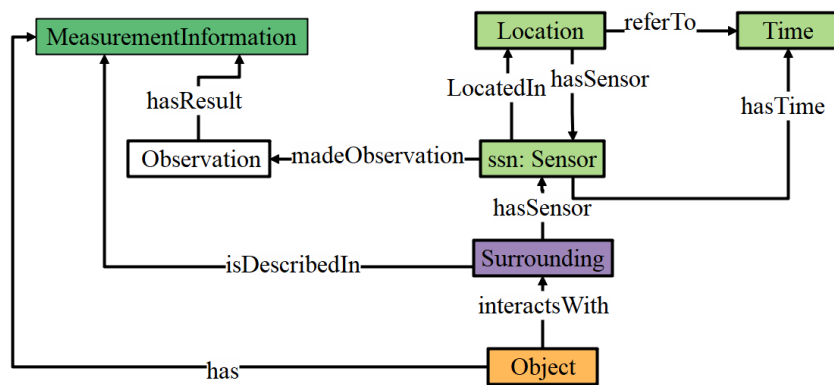 MeasurementInformation
Location
referTo
Time
hasResult
LocatedIn
hasSensor
hasTime
Observation
madeObservation
ssn: Sensor
hasSensor
isDescribedIn
Surrounding
interactsWith
has
Object